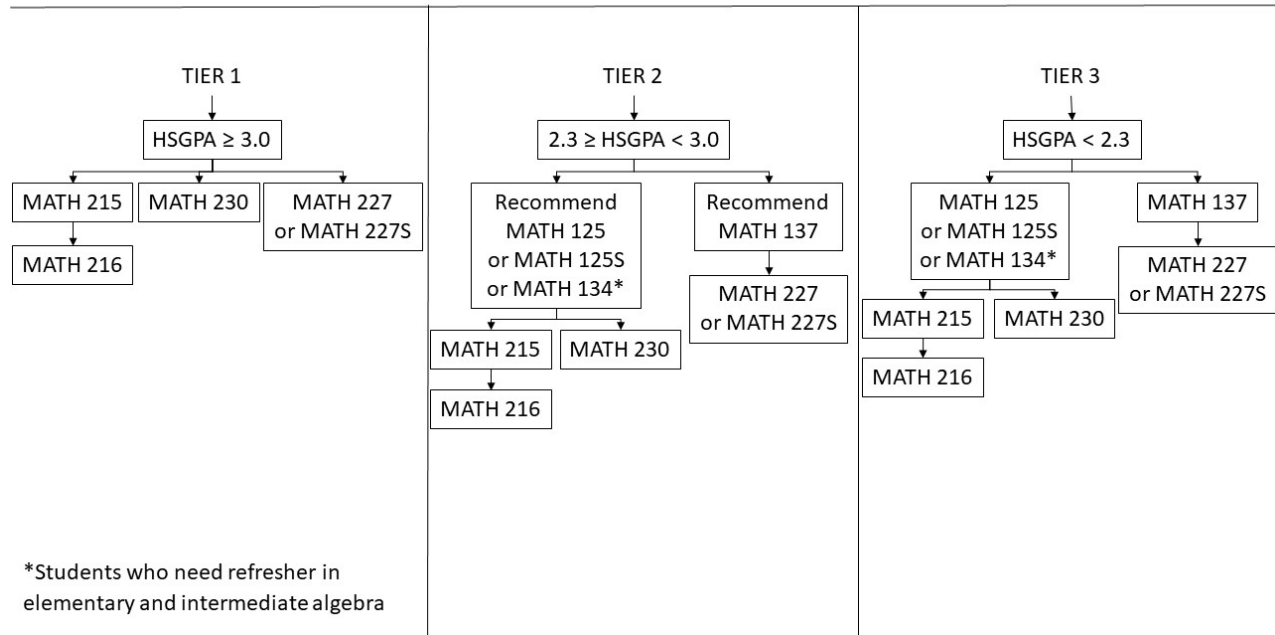 TIER 1
HSGPA ≥ 3.0
MATH 215
MATH 216
MATH 230
MATH 227
or MATH 227S
*Students who need refresher in
elementary and intermediate algebra
TIER 2
2.3 ≥ HSGPA < 3.0
Recommend
MATH 125
or MATH 125S
or MATH 134*
MATH 215
MATH 216
MATH 230
Recommend
MATH 137
MATH 227
or MATH 227S
TIER 3
HSGPA < 2.3
MATH 125
or MATH 125S
or MATH 134*
MATH 215
MATH 216
MATH 230
MATH 137
MATH 227
or MATH 227S